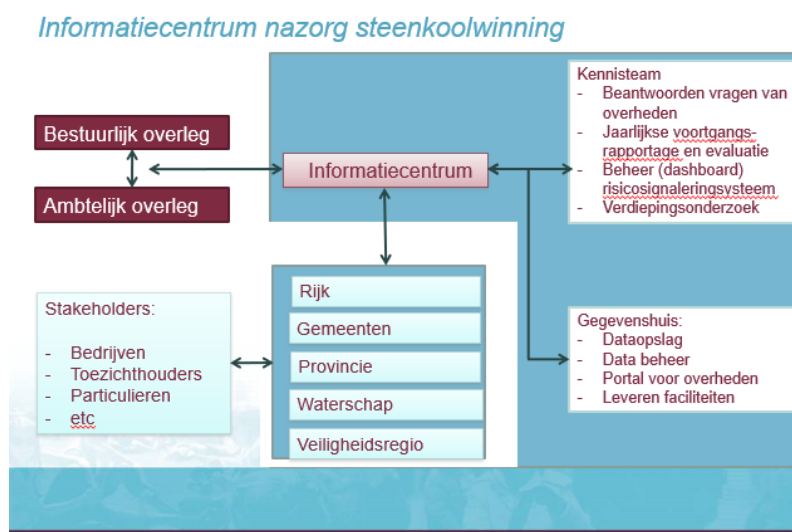 Informatiecentrum nazorg steenkoolwinning
Bestuurlijk overleg
Ambtelijk overleg
Informatiecentrum
Kennisteam
- Beantwoorden vragen van
overheden
- Jaarlijkse voortgangs-
rapportage en evaluatie
- Beheer (dashboard)
risicosignaleringsysteem
- Verdiepingsonderzoek
Stakeholders:
- Bedrijven
- Toezichthouders
- Particulieren
- etc
Rijk
Gemeenten
Provincie
Waterschap
Veiligheidsregio
Gegevenshuis:
- Dataopslag
- Data beheer
- Portal voor overheden
- Leveren faciliteiten